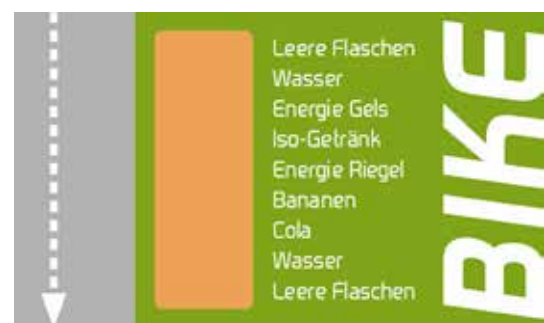 Leere Flaschen
Wasser
Energie Gels
Iso-Getränk
Energie Riegel
Bananen
Cola
Wasser
Leere Flaschen
BIKE